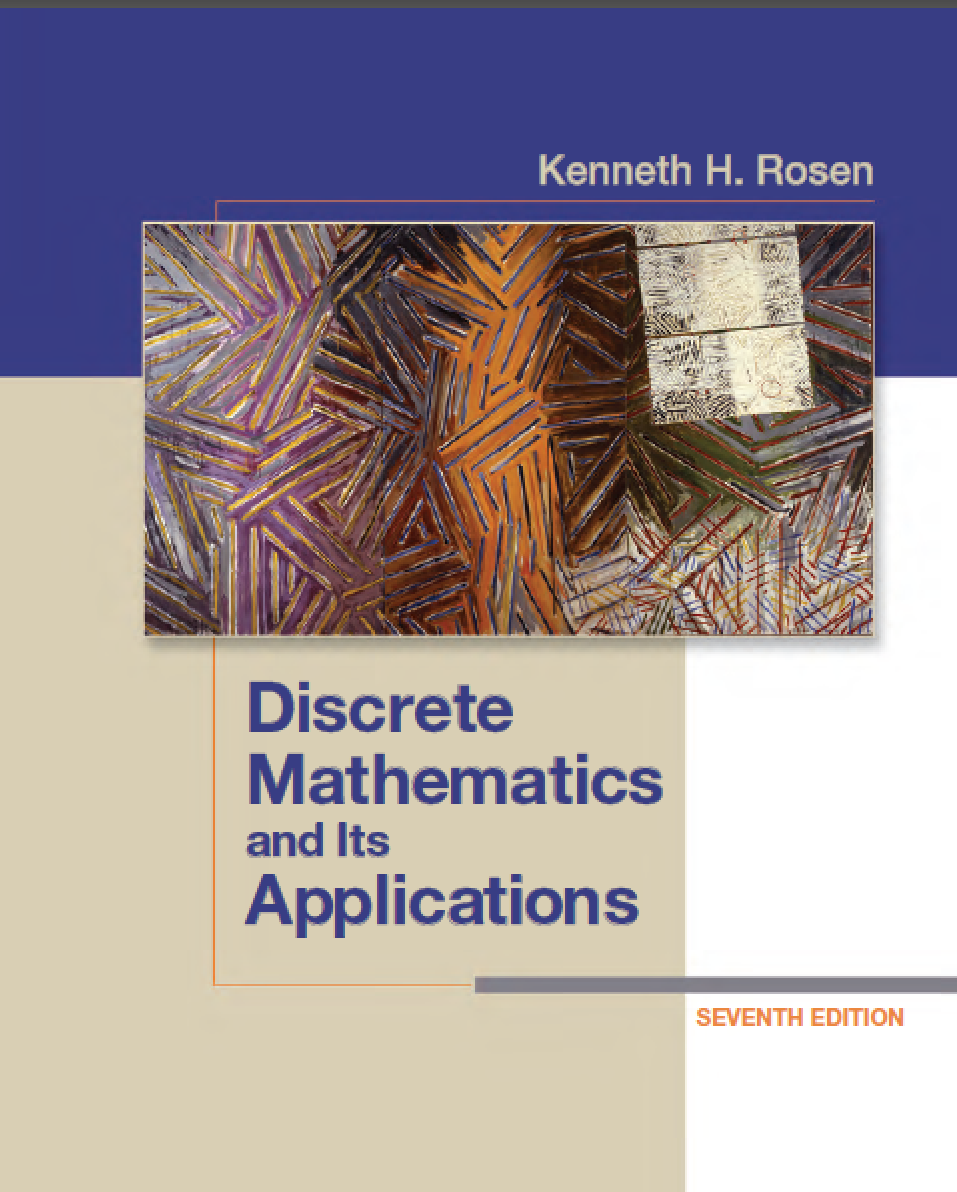 Kenneth H. Rosen
Discrete
Mathematics
and Its
Applications
SEVENTH EDITION